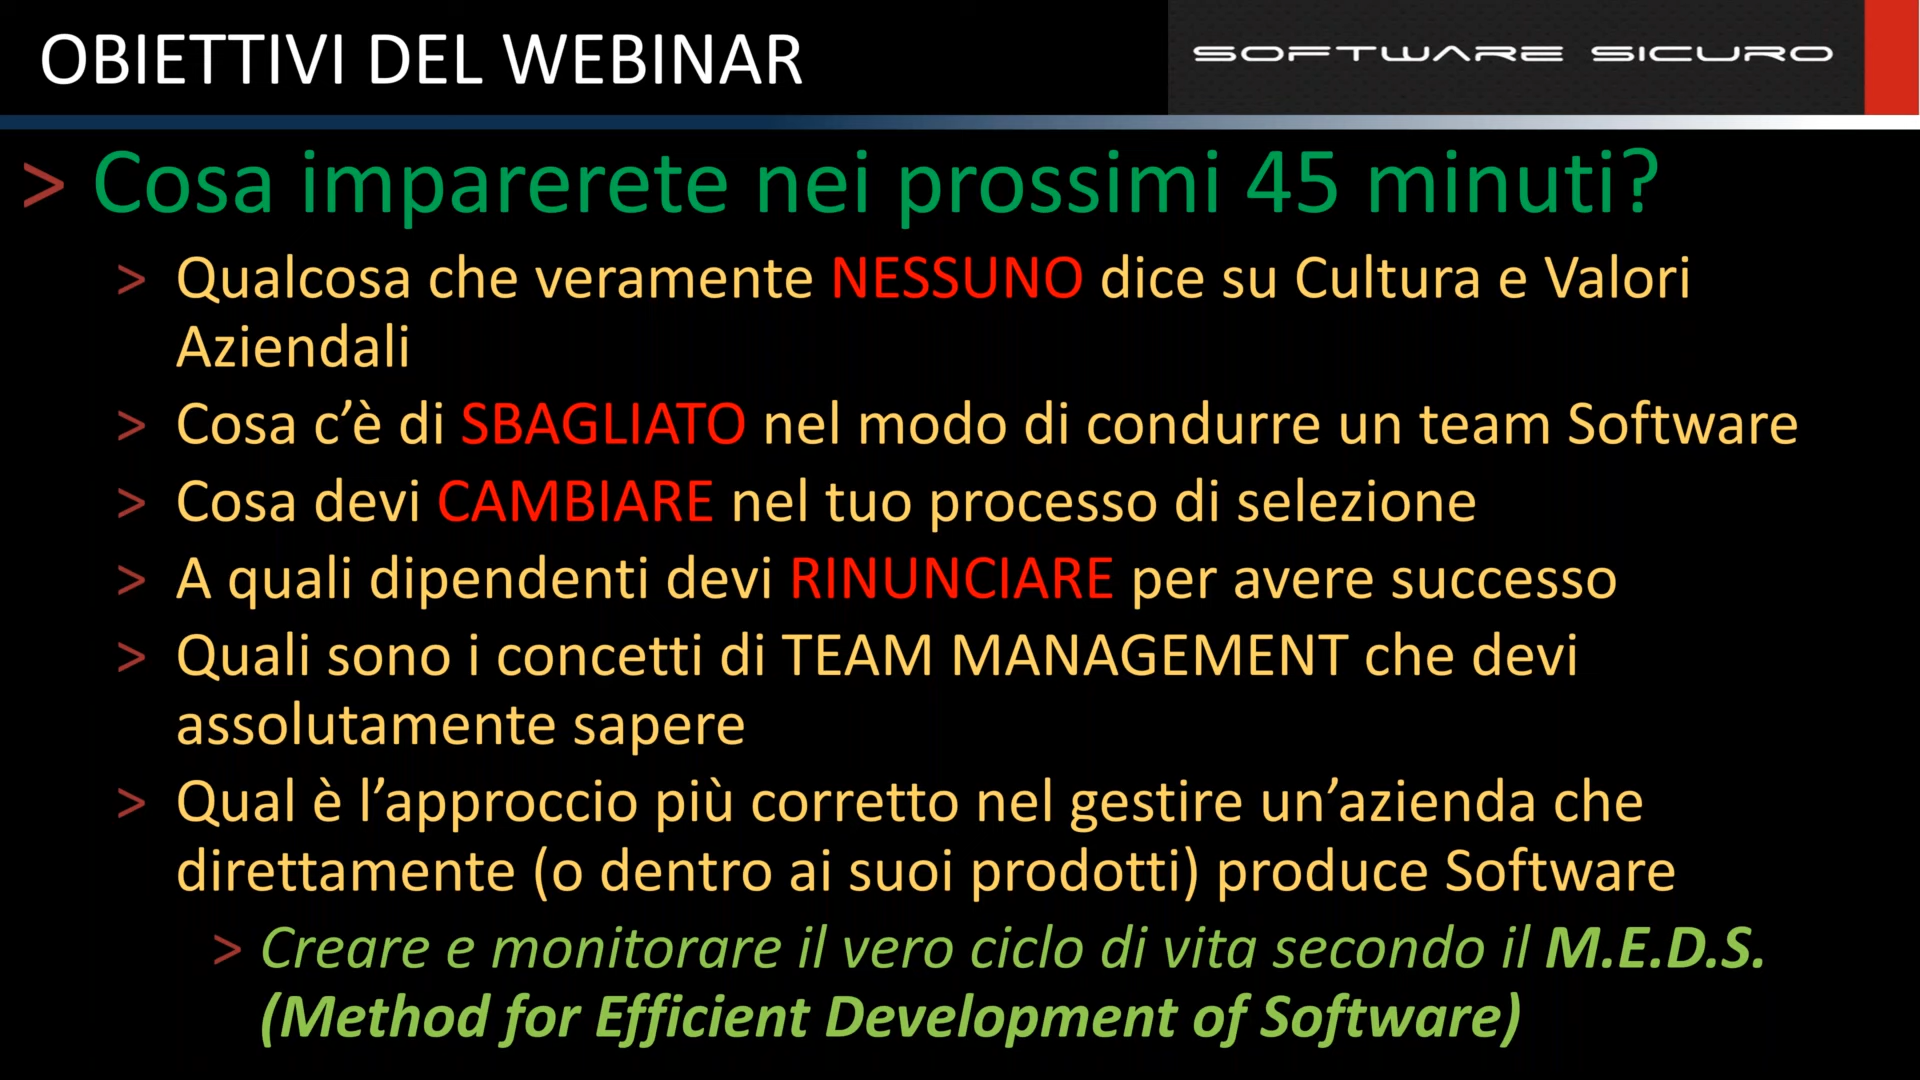 OBIETTIVI DEL WEBINAR
SOFTWARE SICURO
> Cosa imparerete nei prossimi 45 minuti?
> Qualcosa che veramente NESSUNO dice su Cultura e Valori
Aziendali
> Cosa c’è di SBAGLIATO nel modo di condurre un team Software
> Cosa devi CAMBIARE nel tuo processo di selezione
> A quali dipendenti devi RINUNCIARE per avere successo
> Quali sono i concetti di TEAM MANAGEMENT che devi
assolutamente sapere
> Qual è l’approccio più corretto nel gestire un’azienda che
direttamente (o dentro ai suoi prodotti) produce Software
> Creare e monitorare il vero ciclo di vita secondo il M.E.D.S.
(Method for Efficient Development of Software)